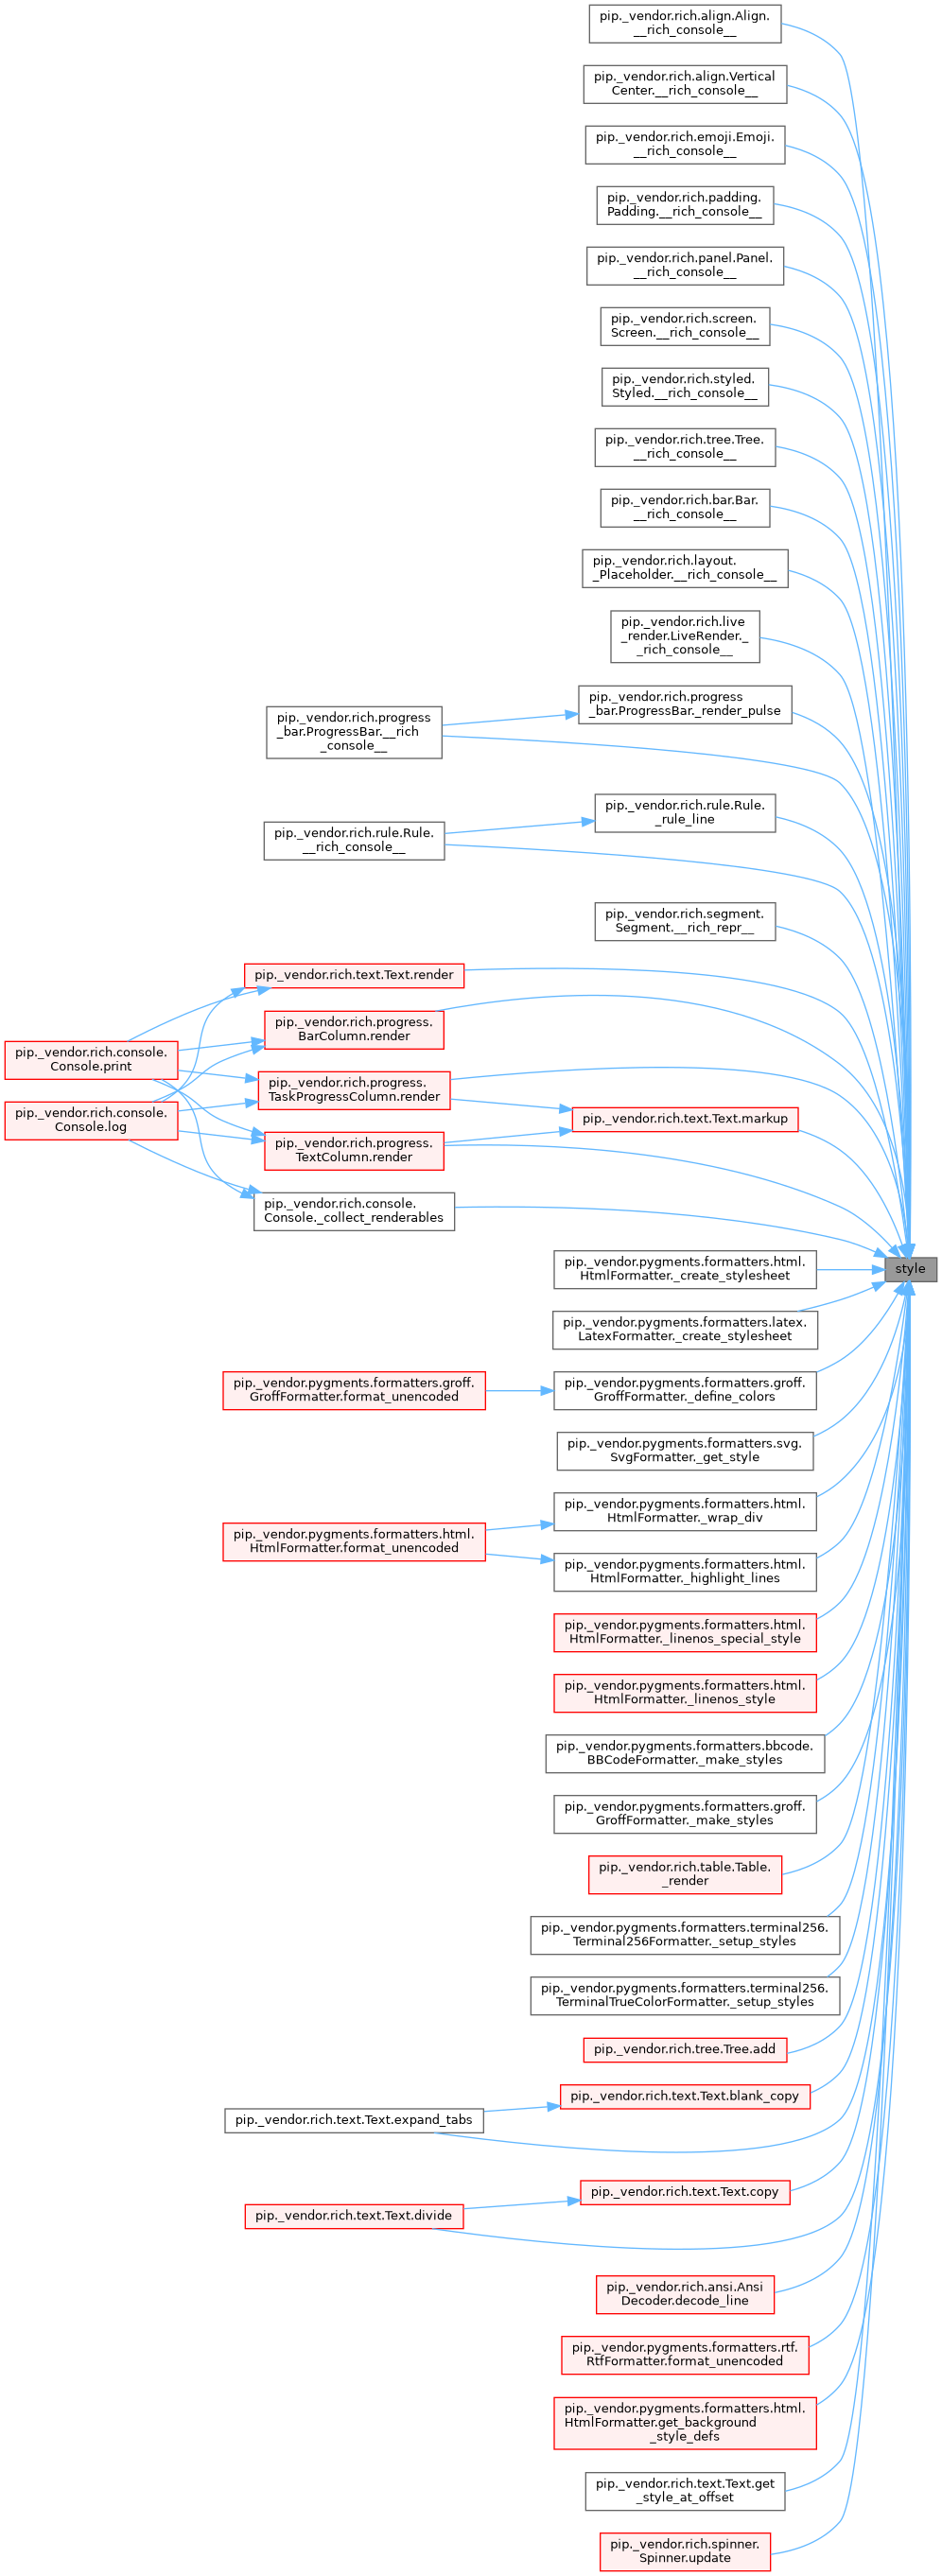 pip._vendor.rich.align.Align.
__rich_console__
pip._vendor.rich.align.Vertical
Center.__rich_console__
pip._vendor.rich.emoji.Emoji.
__rich_console__
pip._vendor.rich.padding.
Padding.__rich_console__
pip._vendor.rich.panel.Panel.
__rich_console__
pip._vendor.rich.screen.
Screen.__rich_console__
pip._vendor.rich.styled.
Styled.__rich_console__
pip._vendor.rich.tree.Tree.
__rich_console__
pip._vendor.rich.bar.Bar.
__rich_console__
pip._vendor.rich.layout.
_Placeholder.__rich_console__
pip._vendor.rich.live
_render.LiveRender._
_rich_console__
pip._vendor.rich.progress
_bar.ProgressBar._render_pulse
pip._vendor.rich.progress
_bar.ProgressBar.__rich
_console__
pip._vendor.rich.rule.Rule.
_rule_line
pip._vendor.rich.rule.Rule.
__rich_console__
pip._vendor.rich.segment.
Segment.__rich_repr__
pip._vendor.rich.text.Text.render
pip._vendor.rich.progress.
BarColumn.render
pip._vendor.rich.console.
Console.print
pip._vendor.rich.progress.
TaskProgressColumn.render
pip._vendor.rich.console.
Console.log
pip._vendor.rich.text.Text.markup
pip._vendor.rich.progress.
TextColumn.render
pip._vendor.rich.console.
Console._collect_renderables
style
pip._vendor.pygments.formatters.html.
HtmlFormatter._create_stylesheet
pip._vendor.pygments.formatters.latex.
LatexFormatter._create_stylesheet
pip._vendor.pygments.formatters.groff.
GroffFormatter.format_unencoded
pip._vendor.pygments.formatters.groff.
GroffFormatter._define_colors
pip._vendor.pygments.formatters.svg.
SvgFormatter._get_style
pip._vendor.pygments.formatters.html.
HtmlFormatter._wrap_div
pip._vendor.pygments.formatters.html.
HtmlFormatter.format_unencoded
pip._vendor.pygments.formatters.html.
HtmlFormatter._highlight_lines
pip._vendor.pygments.formatters.html.
HtmlFormatter._linenos_special_style
pip._vendor.pygments.formatters.html.
HtmlFormatter._linenos_style
pip._vendor.pygments.formatters.bbcode.
BBCodeFormatter._make_styles
pip._vendor.pygments.formatters.groff.
GroffFormatter._make_styles
pip._vendor.rich.table.Table.
_render
pip._vendor.pygments.formatters.terminal256.
Terminal256Formatter._setup_styles
pip._vendor.pygments.formatters.terminal256.
TerminalTrueColorFormatter._setup_styles
pip._vendor.rich.tree.Tree.add
pip._vendor.rich.text.Text.blank_copy
pip._vendor.rich.text.Text.expand_tabs
pip._vendor.rich.text.Text.copy
pip._vendor.rich.text.Text.divide
pip._vendor.rich.ansi.Ansi
Decoder.decode_line
pip._vendor.pygments.formatters.rtf.
RtfFormatter.format_unencoded
pip._vendor.pygments.formatters.html.
HtmlFormatter.get_background
_style_defs
pip._vendor.rich.text.Text.get
_style_at_offset
pip._vendor.rich.spinner.
Spinner.update